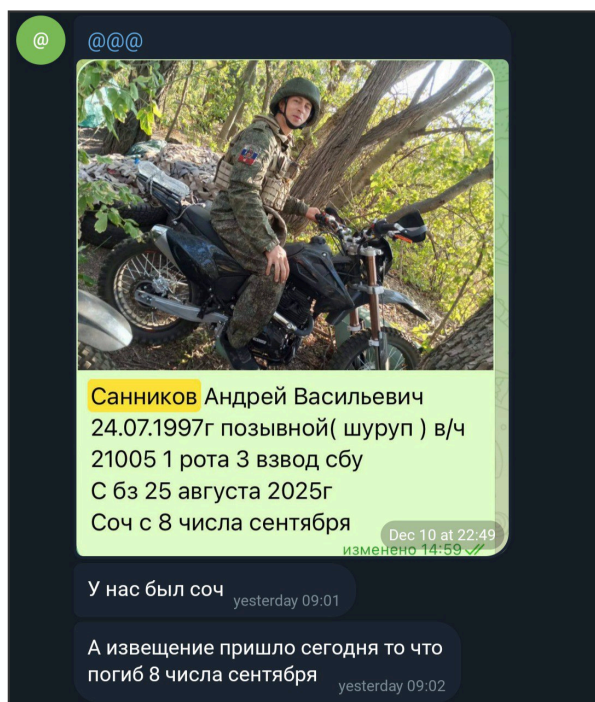 @
@@@
Санников Андрей Васильевич
24.07.1997г позывной( шуруп ) в/ч
21005 1 рота 3 взвод сбу
С бз 25 августа 2025г
Соч с 8 числа сентября
Dec 10 at 22:49
изменено 14:59
У нас был соч
yesterday 09:01
А извещение пришло сегодня то что
погиб 8 числа сентября
yesterday 09:02